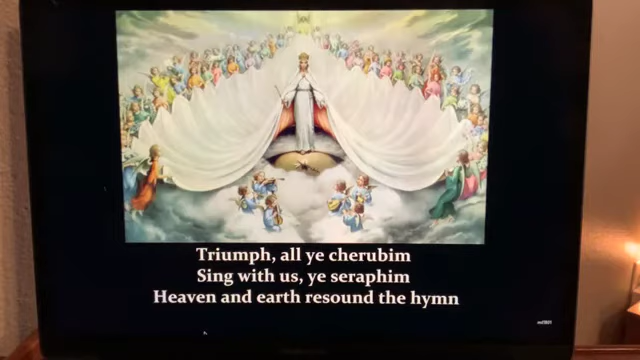 Triumph, all ye cherubim
Sing with us, ye seraphim
Heaven and earth resound the hymn